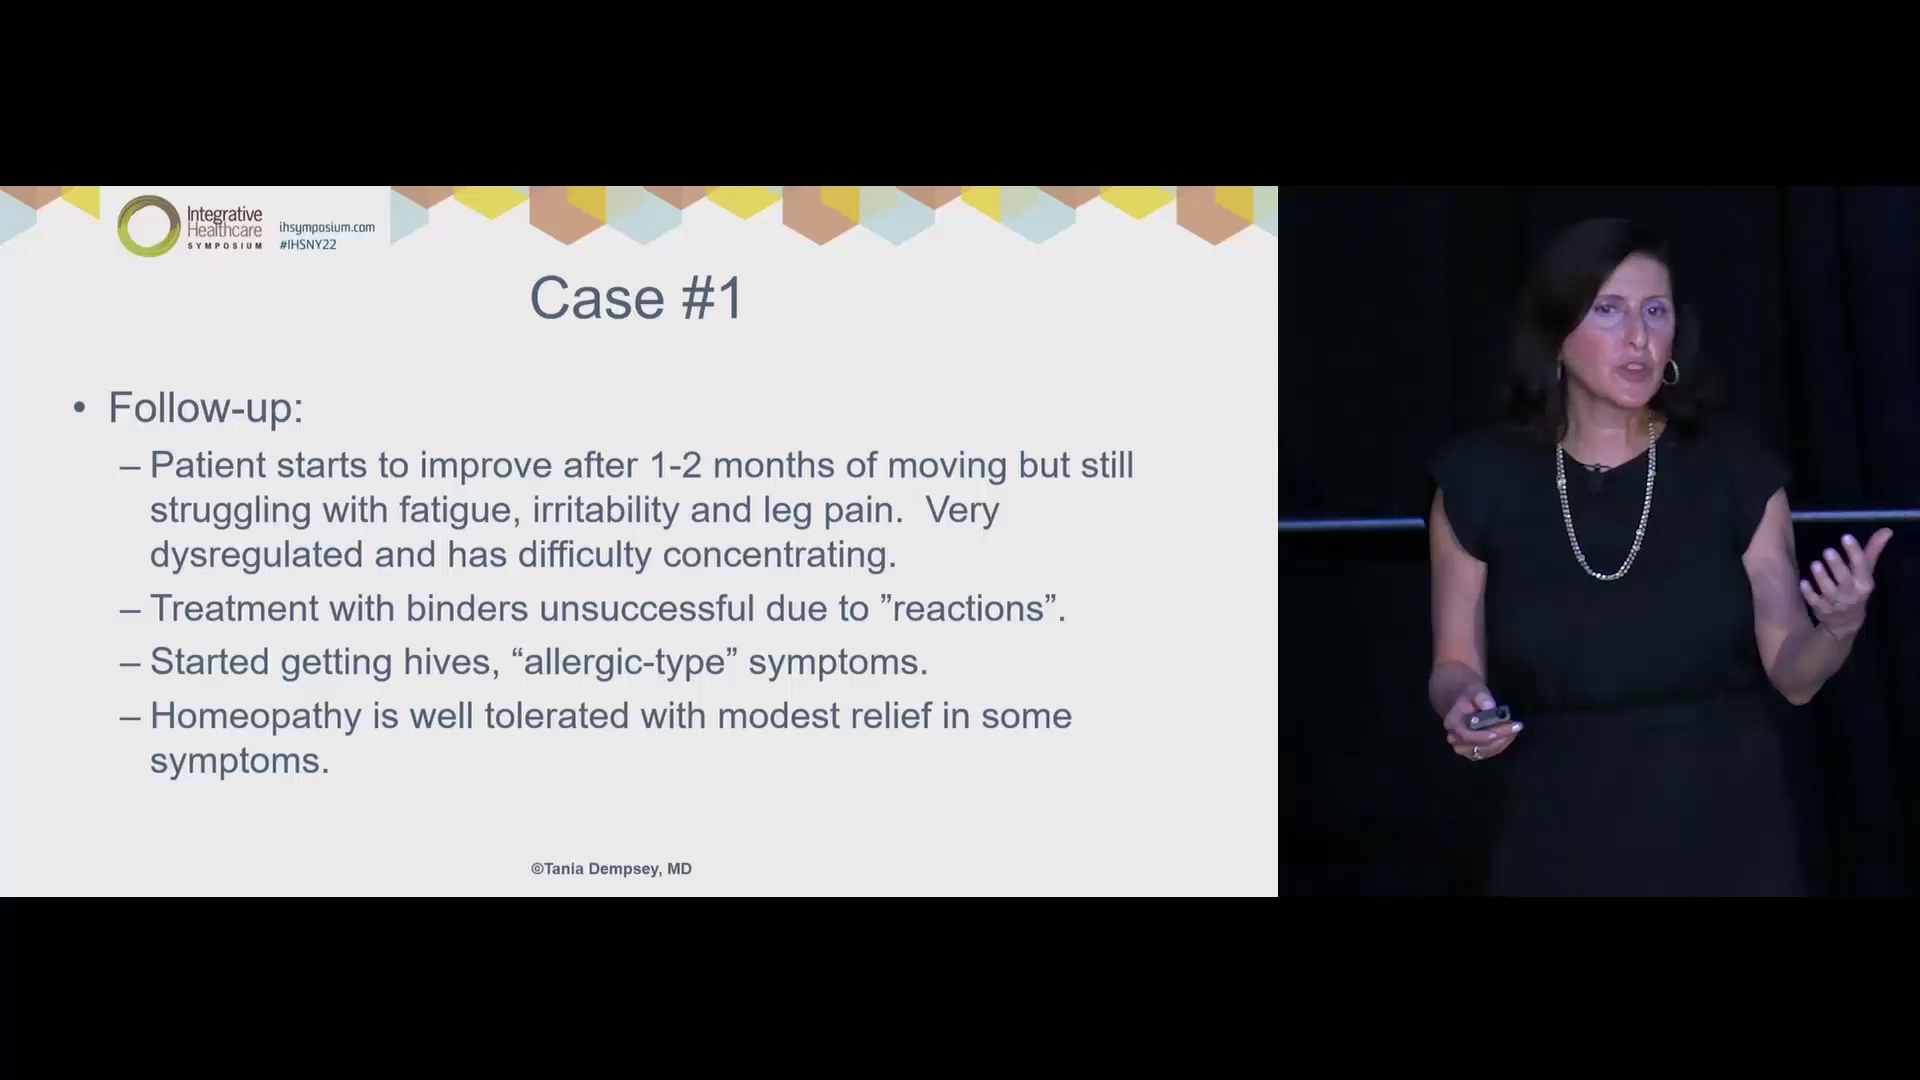 Integrative
Healthcare
SYMPOSIUM
ihsymposium.com
#IHSNY22
Case #1
• Follow-up:
– Patient starts to improve after 1-2 months of moving but still
struggling with fatigue, irritability and leg pain.  Very
dysregulated and has difficulty concentrating.
– Treatment with binders unsuccessful due to ”reactions”.
– Started getting hives, “allergic-type” symptoms.
– Homeopathy is well tolerated with modest relief in some
symptoms.
©Tania Dempsey, MD